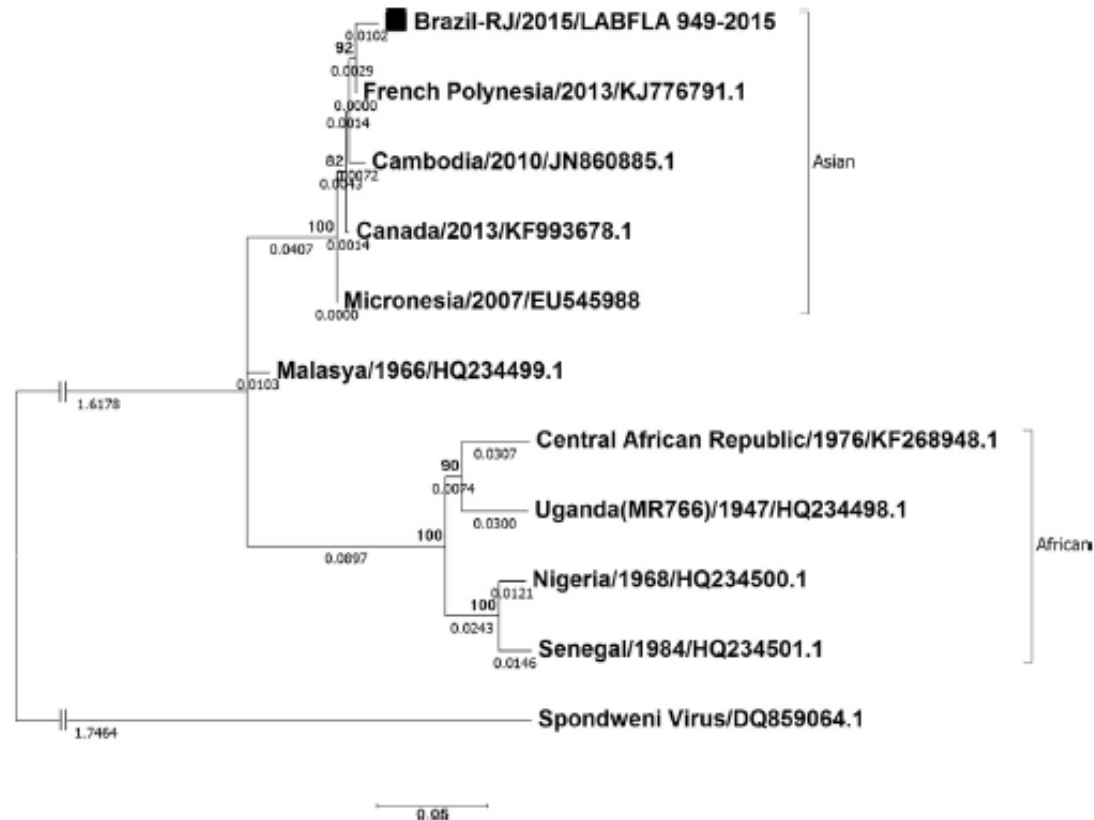 Brazil-RJ/2015/LABFLA 949-2015
0.0102
92
0.0029
French Polynesia/2013/KJ776791.1
0.0000
0.0014
Cambodia/2010/JN860885.1
Asian
82
0.0072
0.0043
100
Canada/2013/KF993678.1
0.0407
0.0014
Micronesia/2007/EU545988
0.0000
Malasya/1966/HQ234499.1
0.0103
1.6178
Central African Republic/1976/KF268948.1
0.0307
90
0.0074
Uganda(MR766)/1947/HQ234498.1
0.0300
100
African
0.0897
Nigeria/1968/HQ234500.1
0.0121
100
0.0243
Senegal/1984/HQ234501.1
0.0146
Spondweni Virus/DQ859064.1
1.7464
0.05